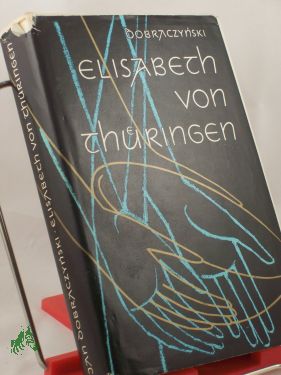 DOBRACZYŃSKI
ELISABETH
VON
THÜRINGEN
JAN DOBRACZYŃSKI · ELISABETH VON THÜRINGEN